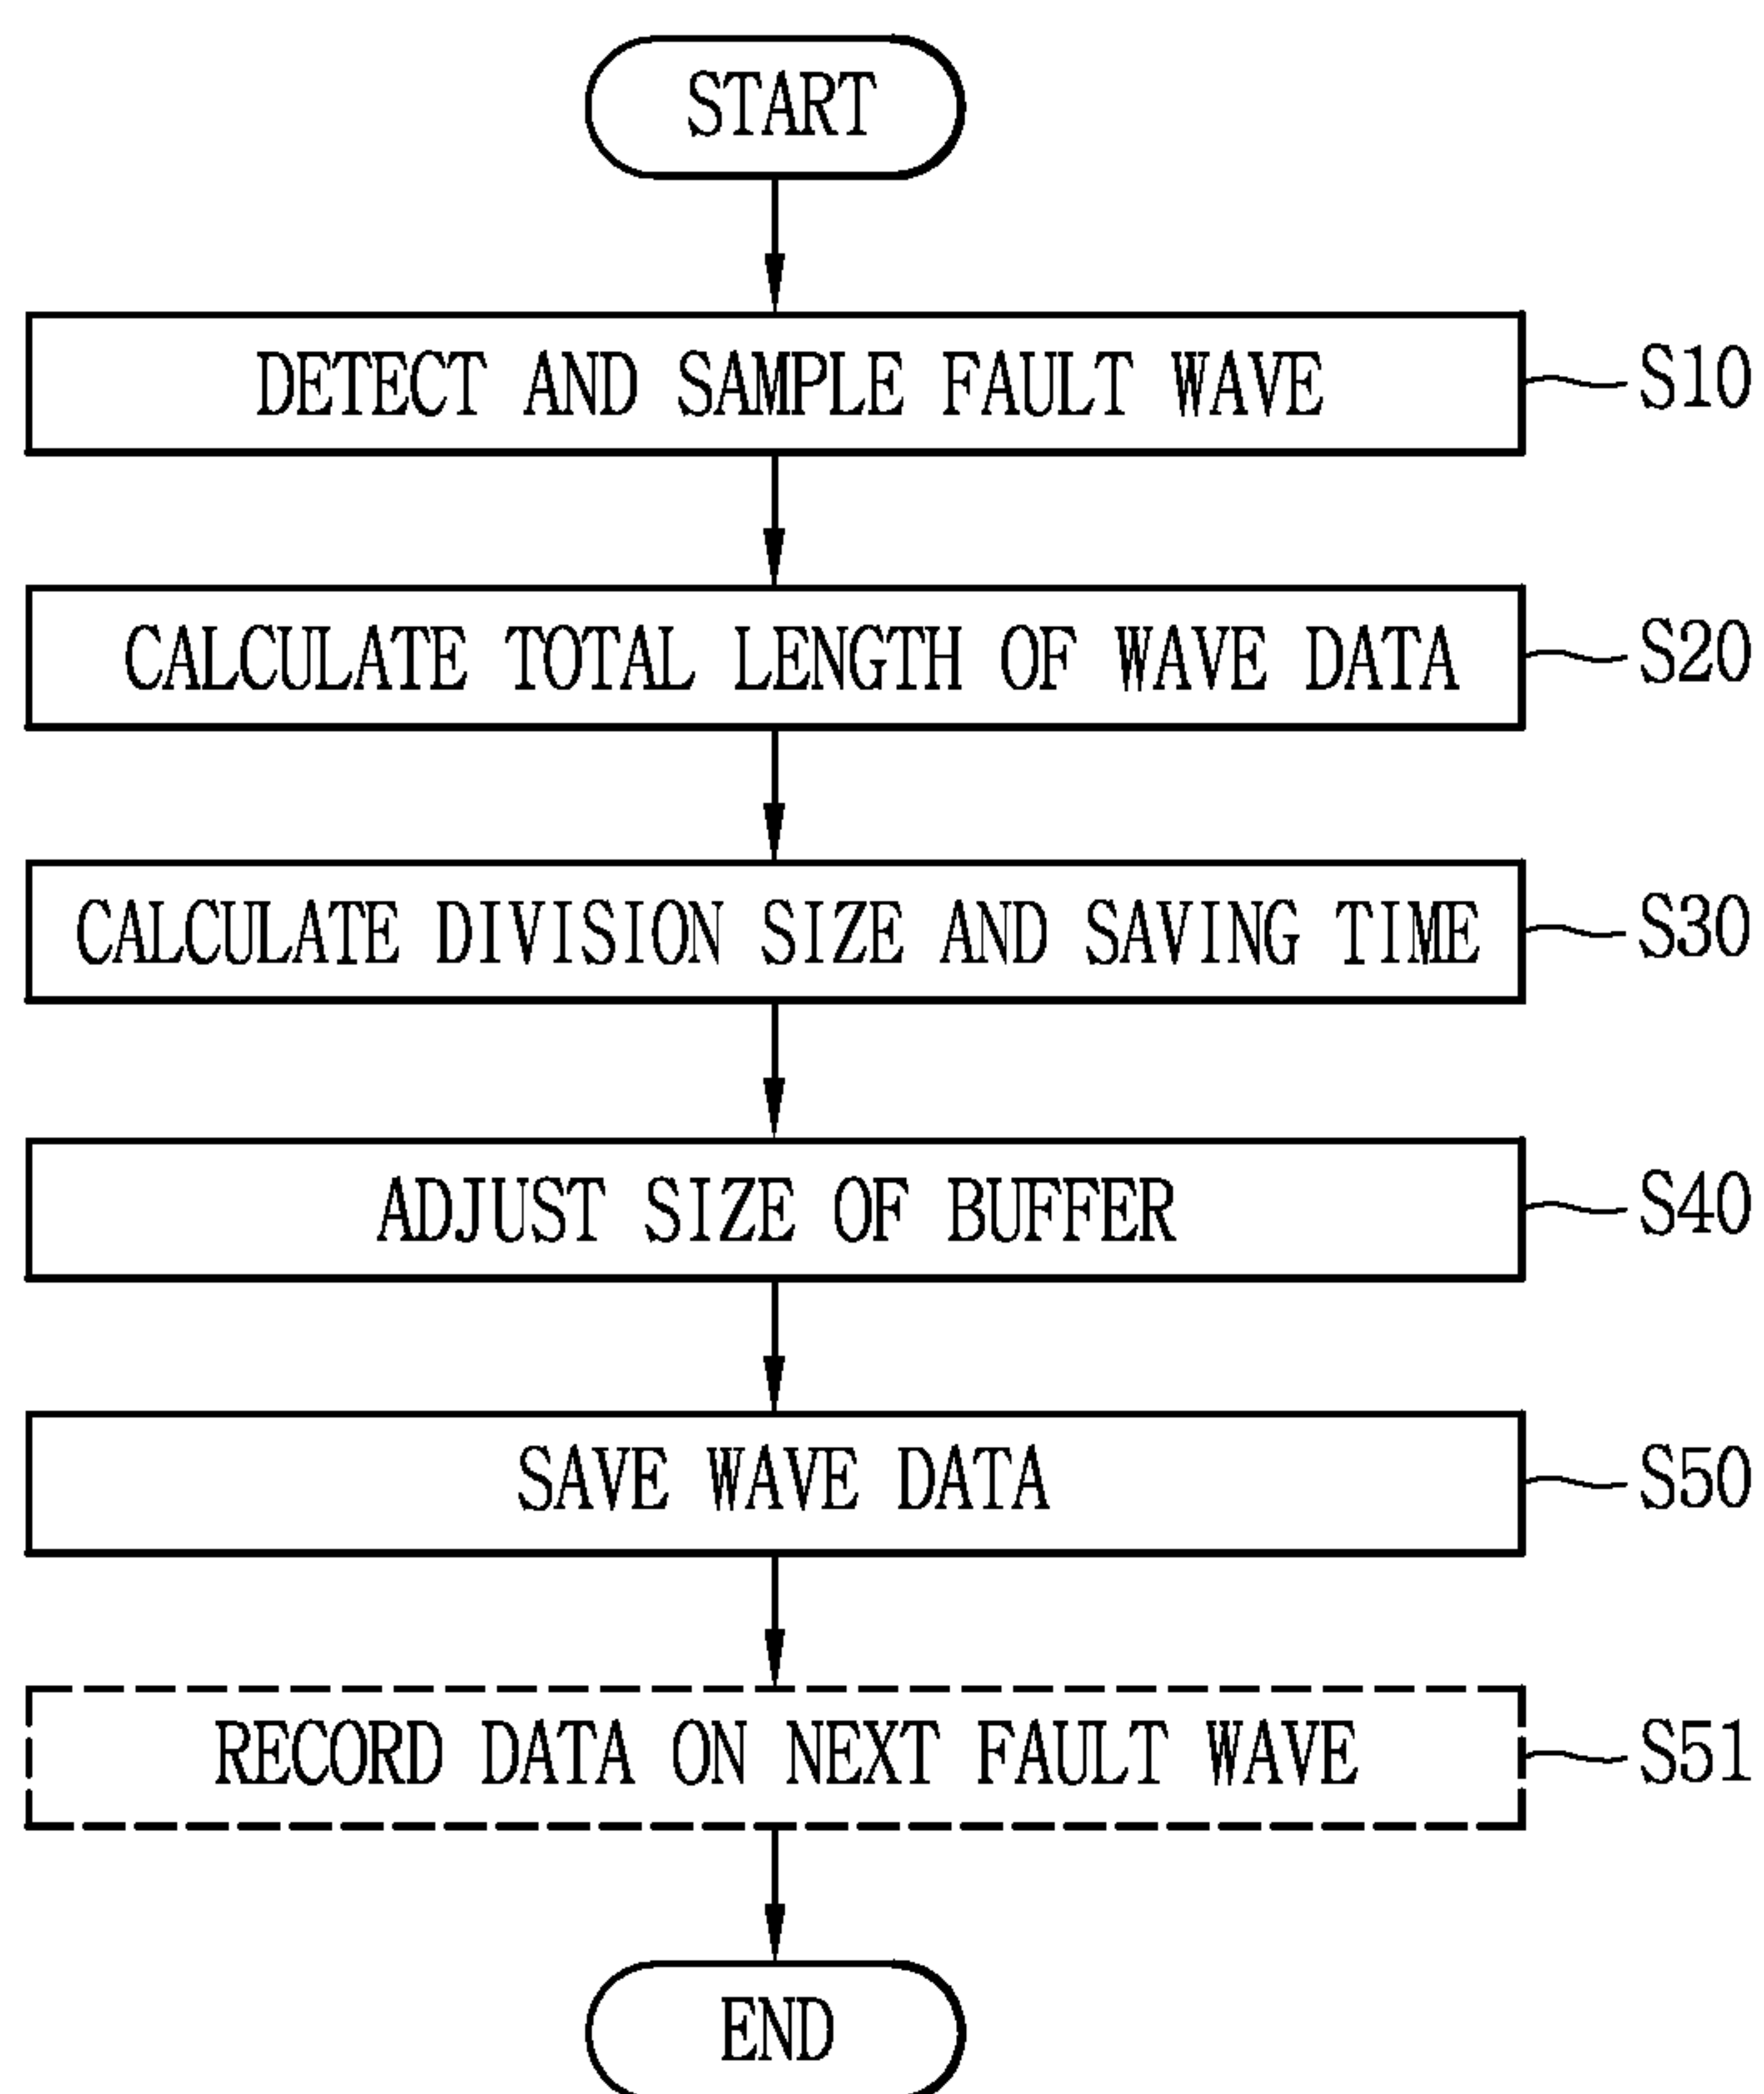 START
DETECT AND SAMPLE FAULT WAVE
S10
CALCULATE TOTAL LENGTH OF WAVE DATA
S20
CALCULATE DIVISION SIZE AND SAVING TIME
S30
ADJUST SIZE OF BUFFER
S40
SAVE WAVE DATA
S50
RECORD DATA ON NEXT FAULT WAVE
S51
END